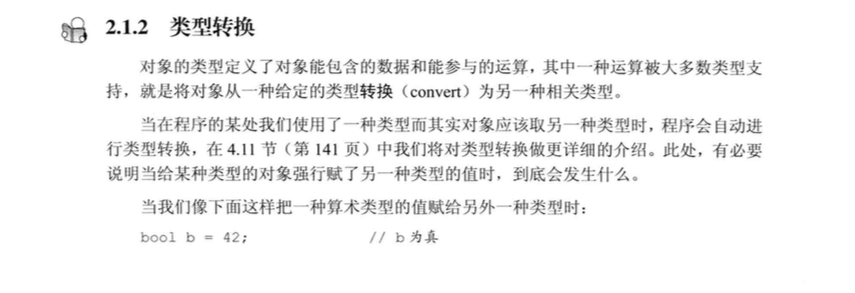 2.1.2 类型转换
对象的类型定义了对象能包含的数据和能参与的运算，其中一种运算被大多数类型支
持，就是将对象从一种给定的类型转换（convert）为另一种相关类型。
当在程序的某处我们使用了一种类型而其实对象应该取另一种类型时，程序会自动进
行类型转换，在 4.11 节（第 141 页）中我们将对类型转换做更详细的介绍。此处，有必要
说明当给某种类型的对象强行赋了另一种类型的值时，到底会发生什么。
当我们像下面这样把一种算术类型的值赋给另外一种类型时：
bool b = 42; // b 为真